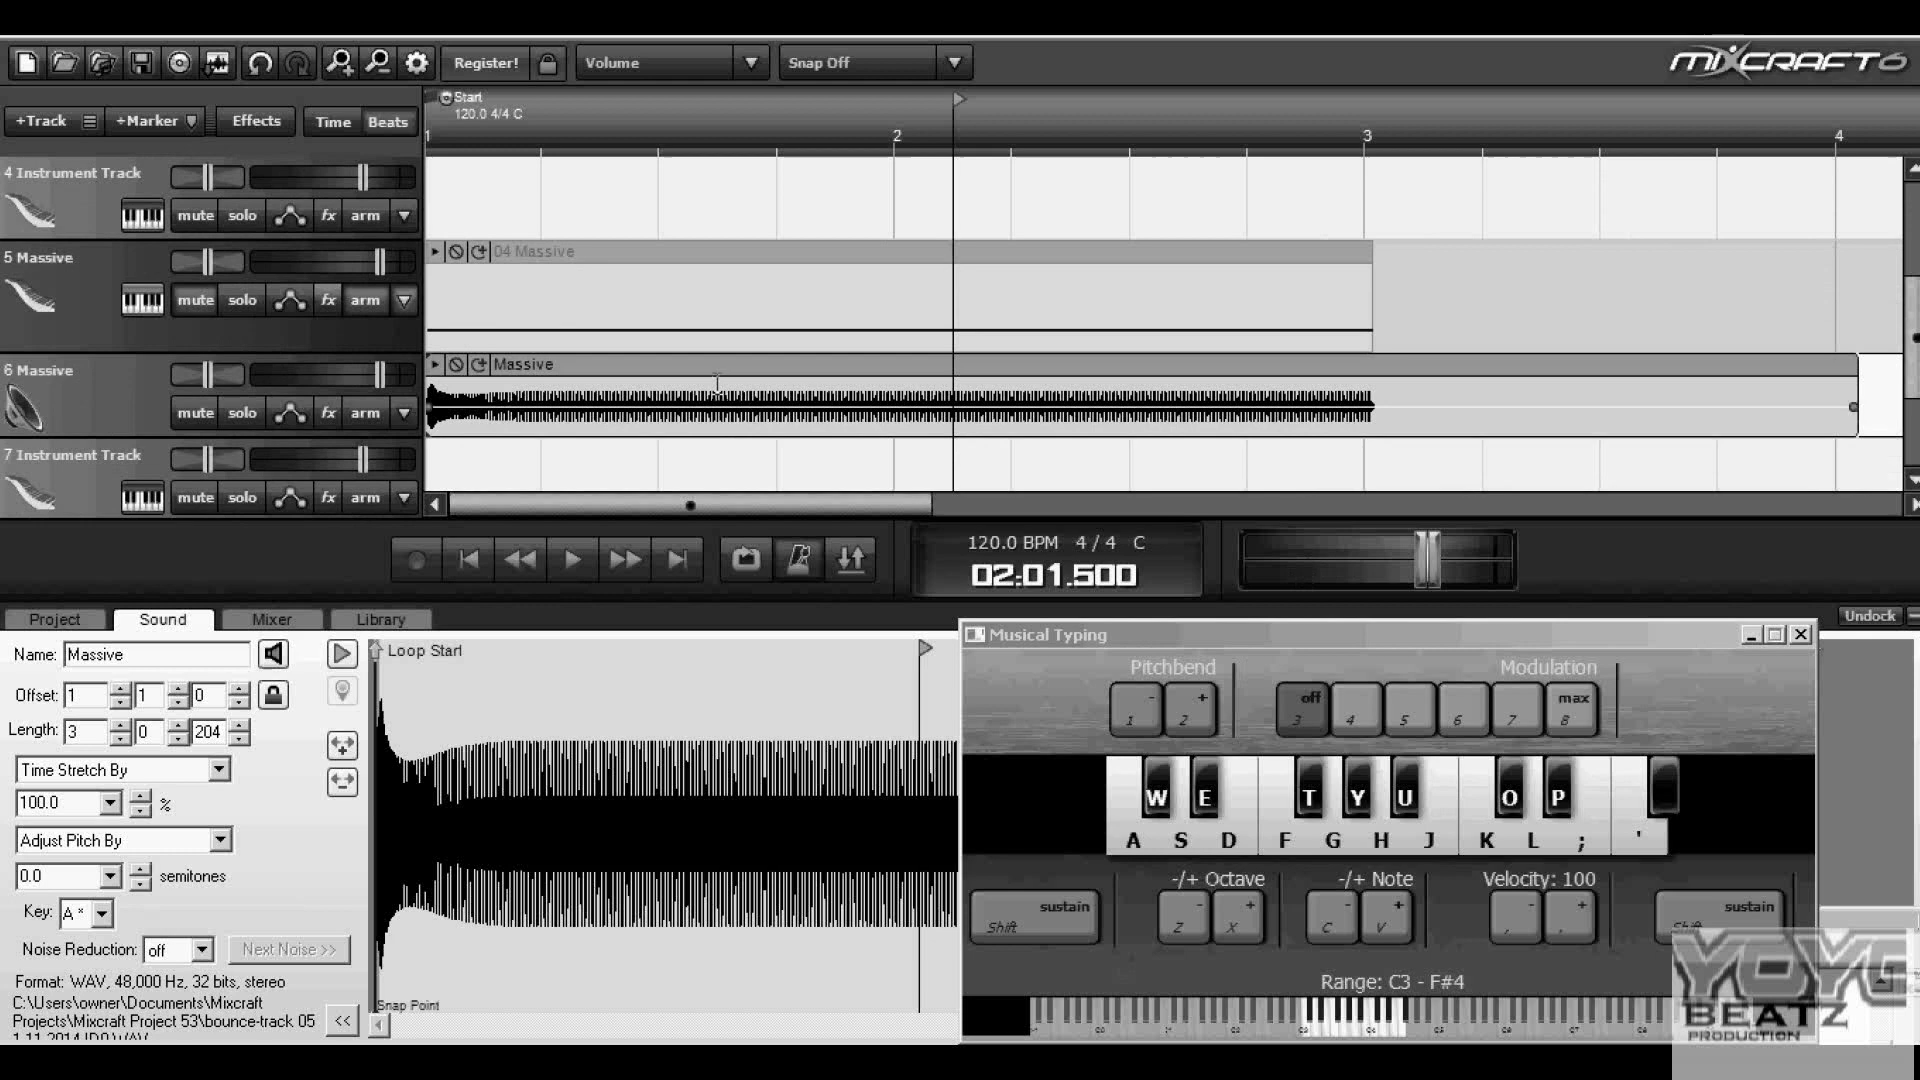 Register!
Volume
Snap Off
MIXCRAFT 6
+Track
+Marker
Effects
Time
Beats
Start
120.0 4/4 C
1
2
3
4
4 Instrument Track
mute solo fx arm
5 Massive
04 Massive
mute solo fx arm
6 Massive
Massive
mute solo fx arm
7 Instrument Track
mute solo fx arm
120.0 BPM 4 / 4 C
02:01.500
Project
Sound
Mixer
Library
Undock
Name: Massive
Offset: 1 1 0
Length: 3 0 204
Time Stretch By
100.0 %
Adjust Pitch By
0.0 semitones
Key: A *
Noise Reduction: off Next Noise >>
Format: WAV, 48,000 Hz, 32 bits, stereo
C:\Users\owner\Documents\Mixcraft
Projects\Mixcraft Project 53\bounce-track 05
<<
Loop Start
Snap Point
Musical Typing
Pitchbend
Modulation
- 1
+ 2
off 3
4
5
6
7
max 8
W E T Y U O P
A S D F G H J K L ; '
-/+ Octave
-/+ Note
Velocity: 100
sustain
Shift
- Z
+ X
- C
+ V
- ,
+ .
sustain
Shift
Range: C3 - F#4
YOYG
BEATZ
PRODUCTION